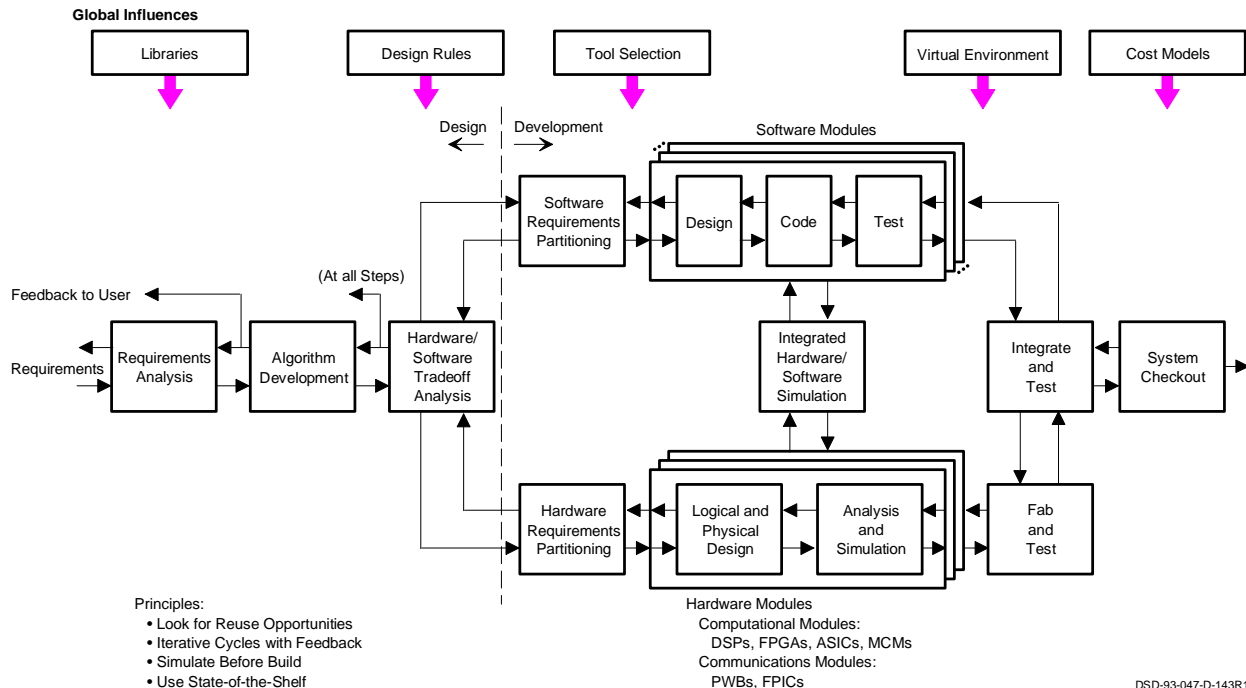 Global Influences
Libraries
Design Rules
Tool Selection
Virtual Environment
Cost Models
Design
Development
Software Modules
Software
Requirements
Partitioning
Design
Code
Test
(At all Steps)
Feedback to User
Requirements
Requirements
Analysis
Algorithm
Development
Hardware/
Software
Tradeoff
Analysis
Integrated
Hardware/
Software
Simulation
Integrate
and
Test
System
Checkout
Hardware
Requirements
Partitioning
Logical and
Physical
Design
Analysis
and
Simulation
Fab
and
Test
Principles:
• Look for Reuse Opportunities
• Iterative Cycles with Feedback
• Simulate Before Build
• Use State-of-the-Shelf
Hardware Modules
Computational Modules:
DSPs, FPGAs, ASICs, MCMs
Communications Modules:
PWBs, FPICs
DSD-93-047-D-143R1